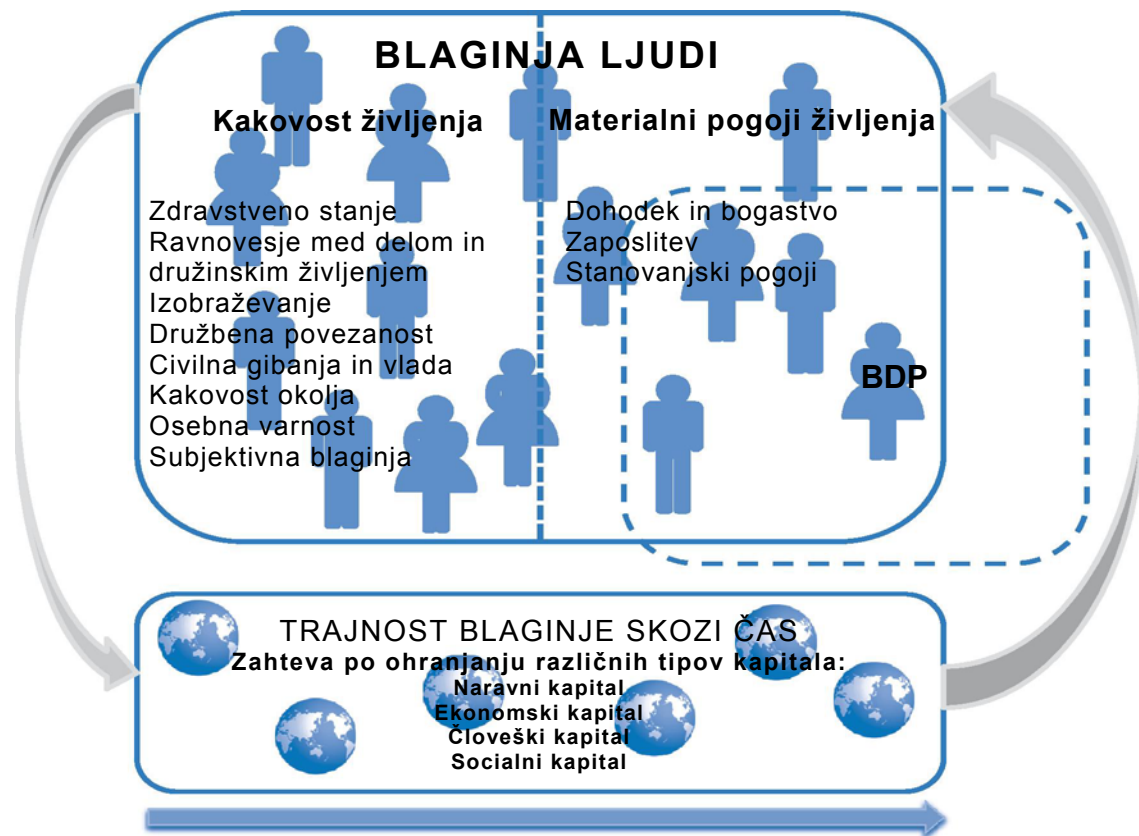 BLAGINJA LJUDI
Kakovost življenja
Materialni pogoji življenja
Zdravstveno stanje
Ravnovesje med delom in
družinskim življenjem
Izobraževanje
Družbena povezanost
Civilna gibanja in vlada
Kakovost okolja
Osebna varnost
Subjektivna blaginja
Dohodek in bogastvo
Zaposlitev
Stanovanjski pogoji
BDP
TRAJNOST BLAGINJE SKOZI ČAS
Zahteva po ohranjanju različnih tipov kapitala:
Naravni kapital
Ekonomski kapital
Človeški kapital
Socialni kapital